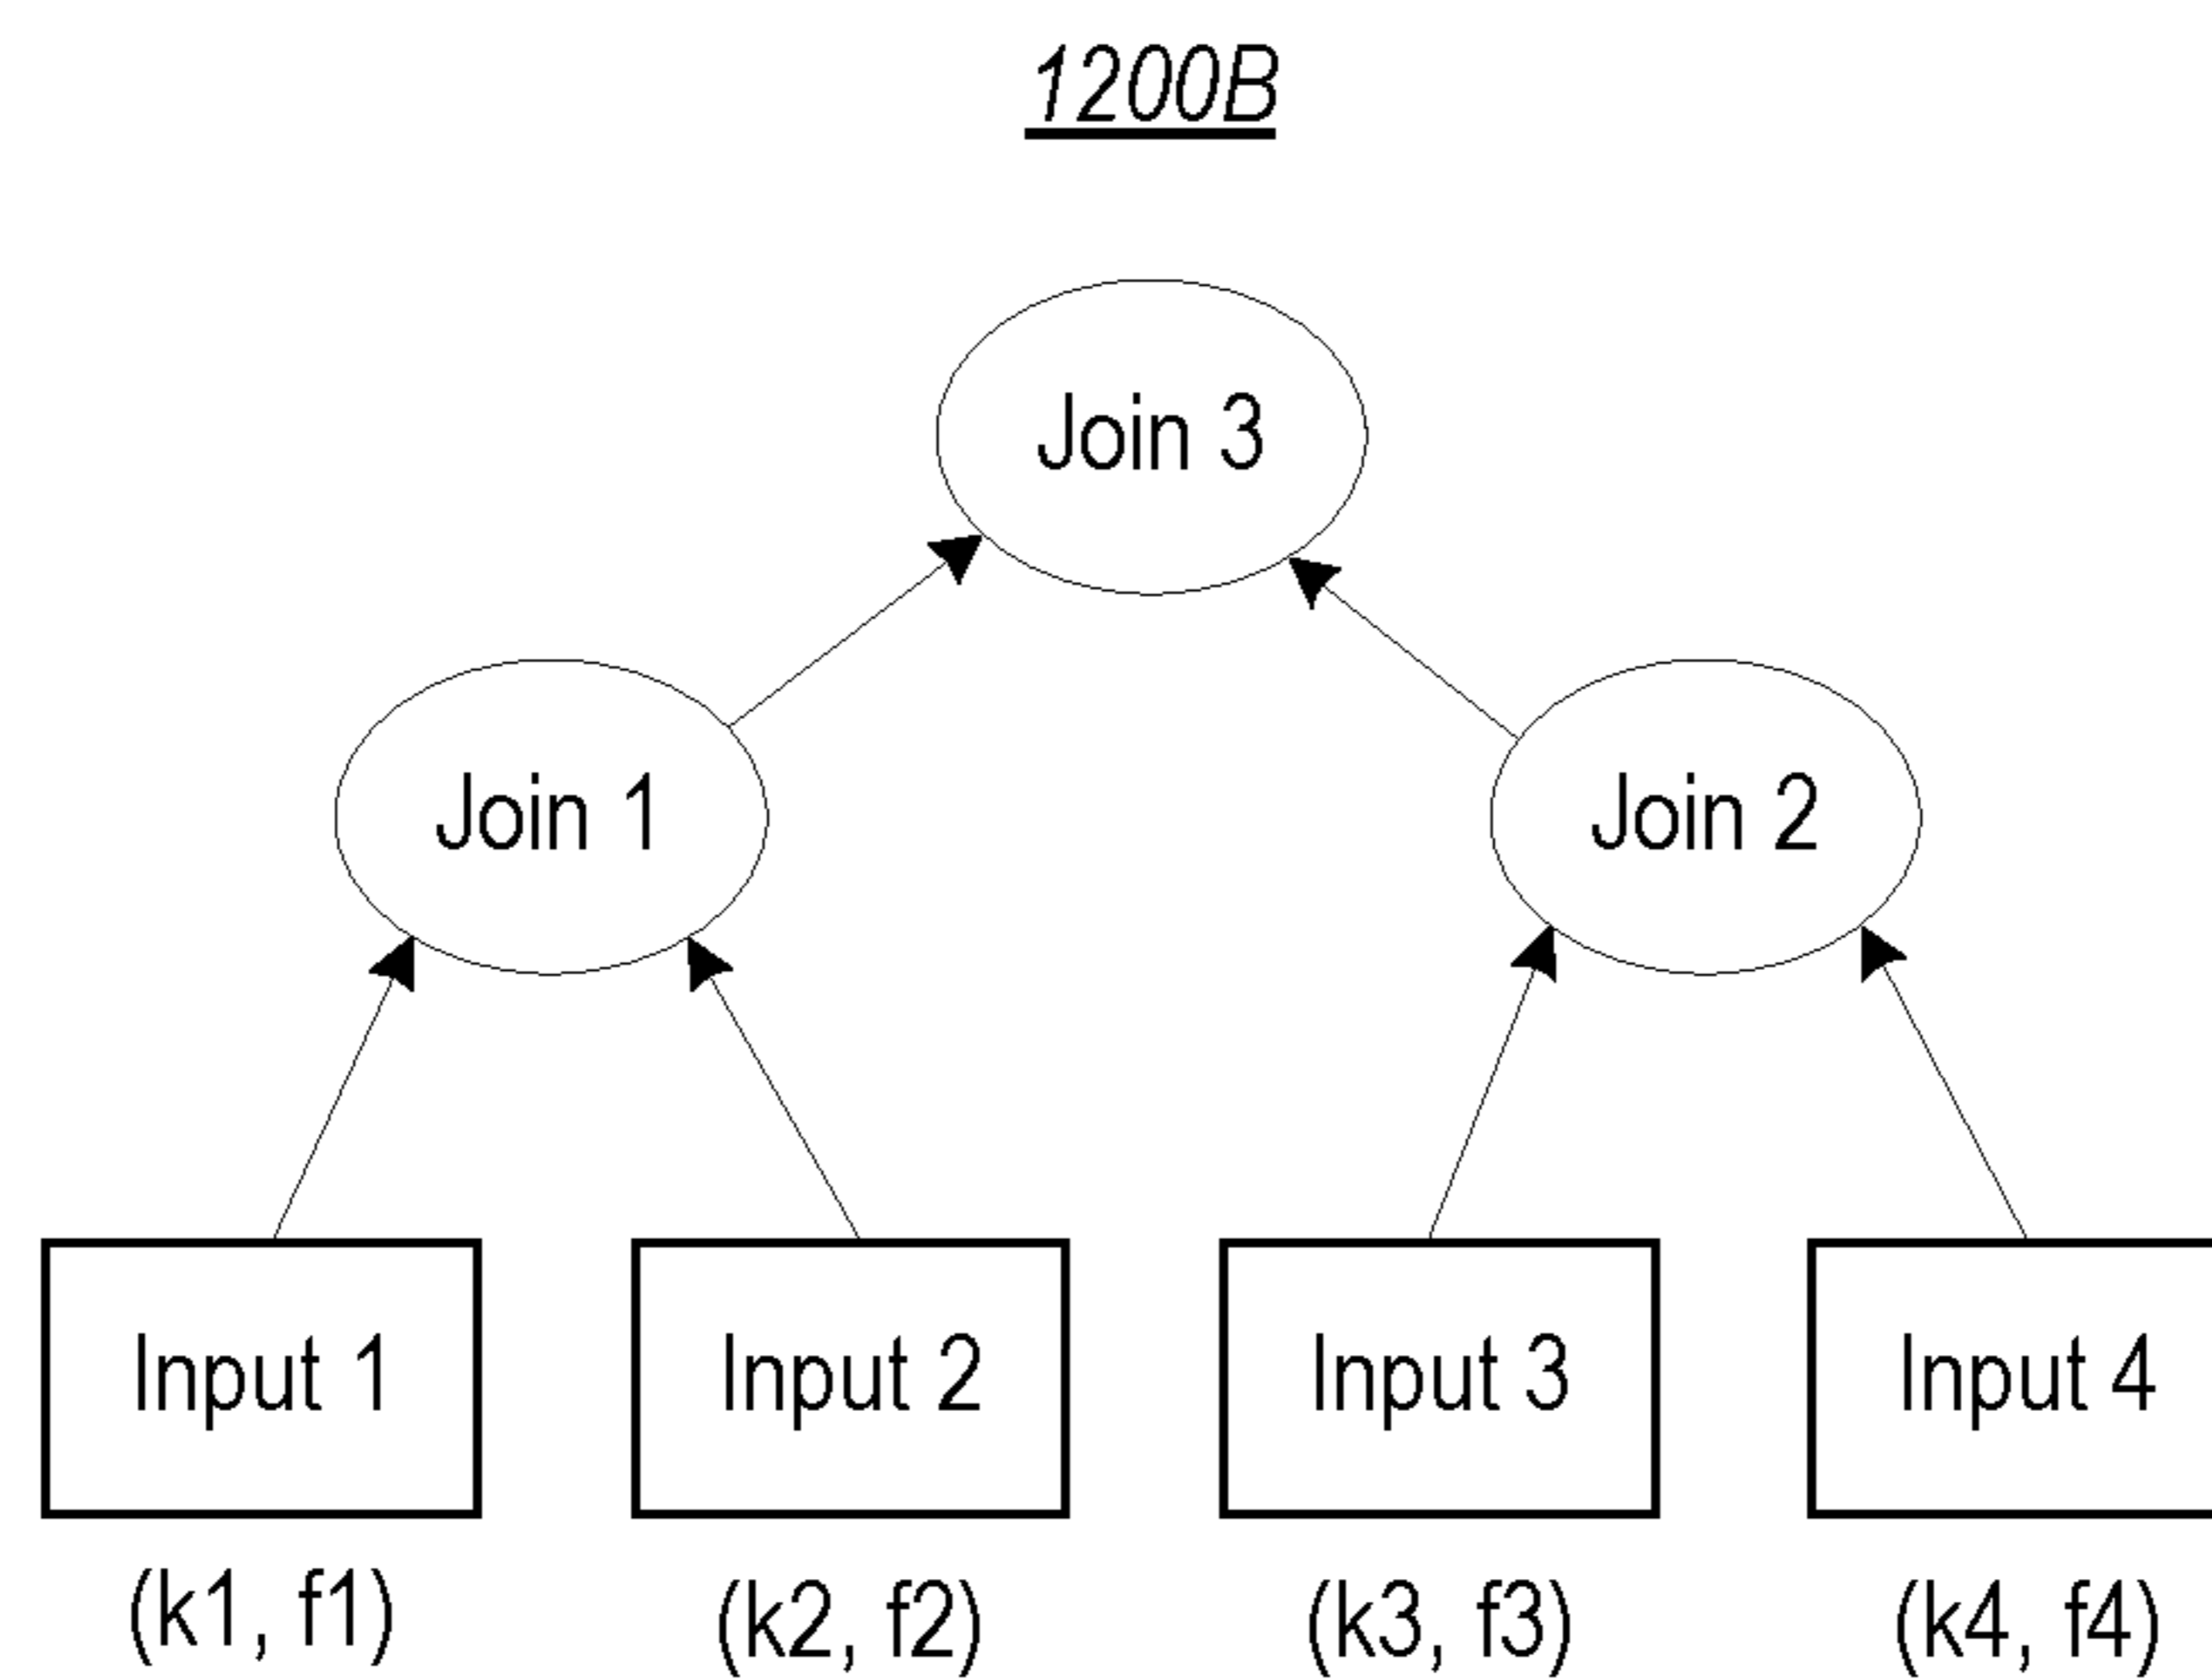 1200B
Join 3
Join 1
Join 2
Input 1
Input 2
Input 3
Input 4
(k1, f1)
(k2, f2)
(k3, f3)
(k4, f4)